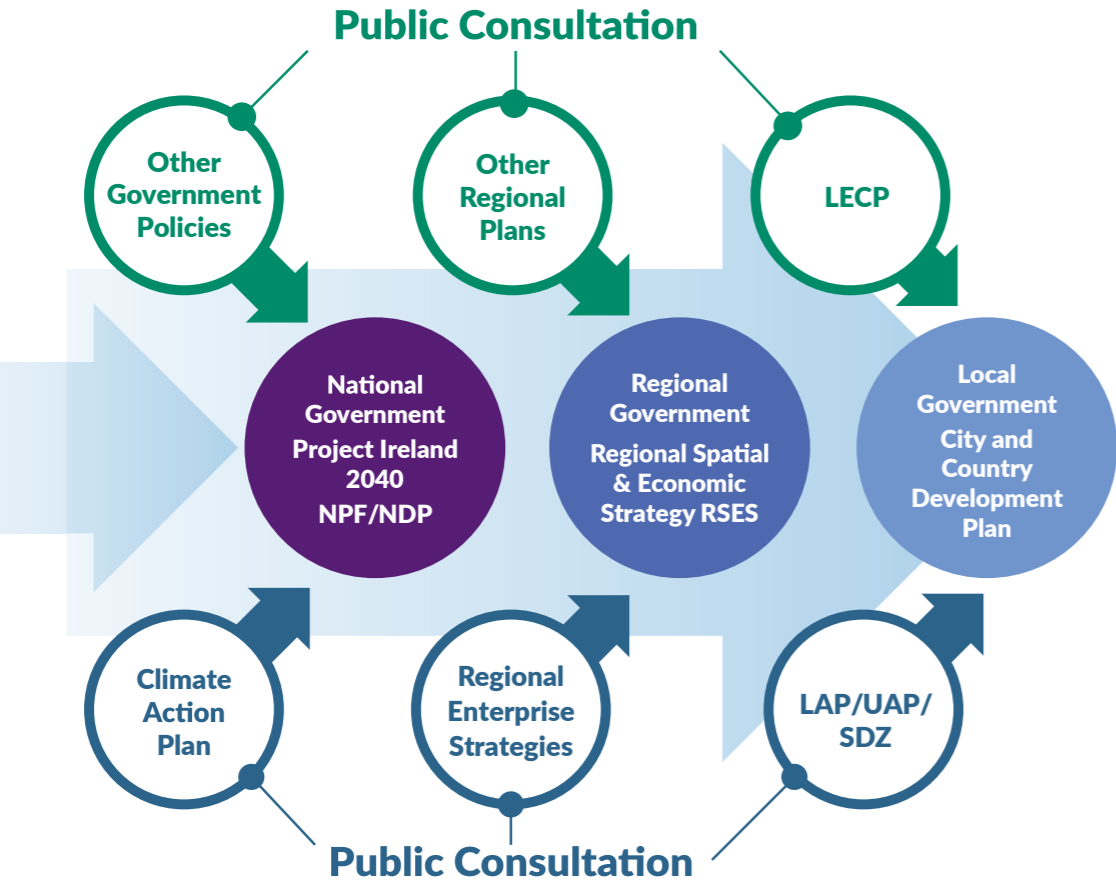 Public Consultation
Other
Government
Policies
Other
Regional
Plans
LECP
National
Government
Project Ireland
2040
NPF/NDP
Regional
Government
Regional Spatial
& Economic
Strategy RSES
Local
Government
City and
Country
Development
Plan
Climate
Action
Plan
Regional
Enterprise
Strategies
LAP/UAP/
SDZ
Public Consultation